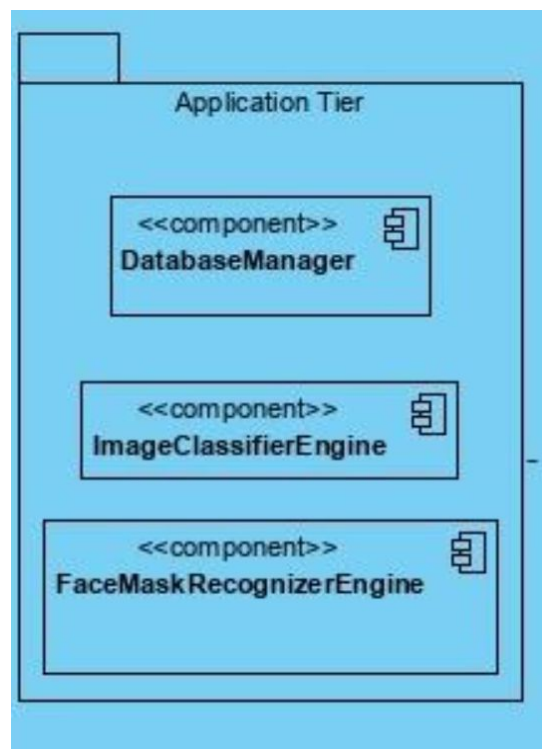 Application Tier
<<component>>
DatabaseManager
<<component>>
ImageClassifierEngine
<<component>>
FaceMaskRecognizerEngine